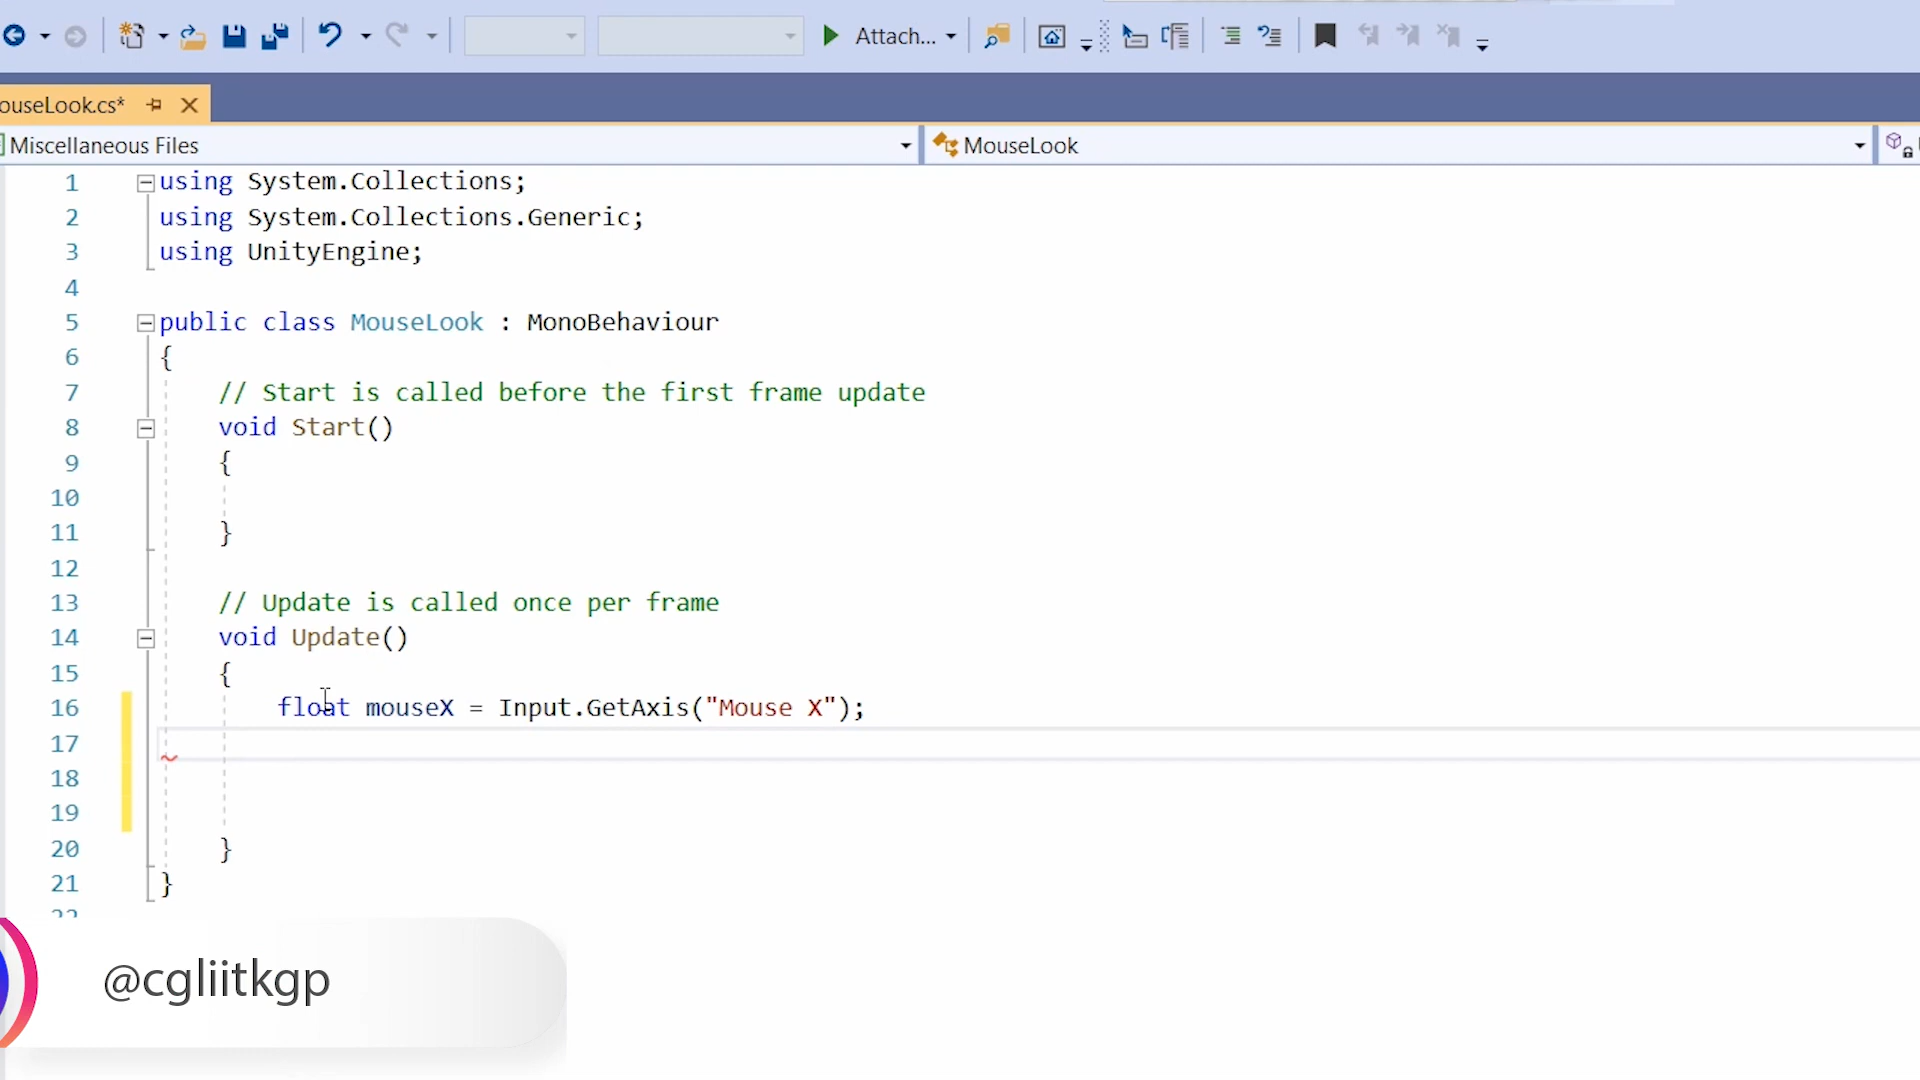 Attach...
ouseLook.cs*
Miscellaneous Files
MouseLook
1 using System.Collections;
2 using System.Collections.Generic;
3 using UnityEngine;
4
5 public class MouseLook : MonoBehaviour
6 {
7 // Start is called before the first frame update
8 void Start()
9 {
10
11 }
12
13 // Update is called once per frame
14 void Update()
15 {
16 float mouseX = Input.GetAxis("Mouse X");
17
18
19
20 }
21 }
22
@cgliitkgp